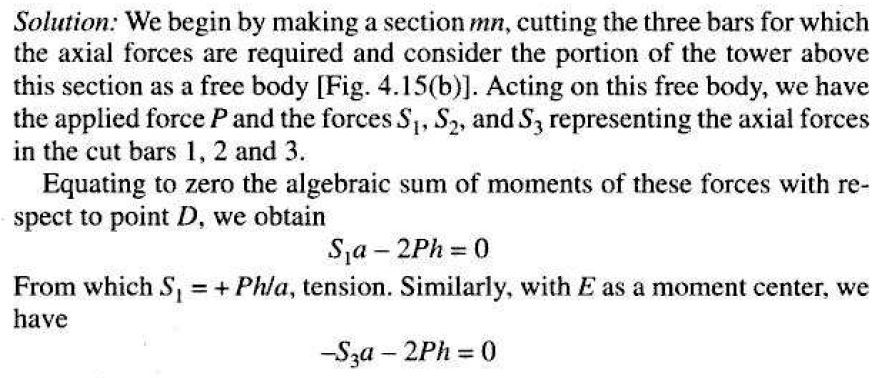 Solution: We begin by making a section mn, cutting the three bars for which
the axial forces are required and consider the portion of the tower above
this section as a free body [Fig. 4.15(b)]. Acting on this free body, we have
the applied force P and the forces S₁, S₂, and S₃ representing the axial forces
in the cut bars 1, 2 and 3.
Equating to zero the algebraic sum of moments of these forces with re-
spect to point D, we obtain
S₁a – 2Ph = 0
From which S₁ = + Ph/a, tension. Similarly, with E as a moment center, we
have
–S₃a – 2Ph = 0